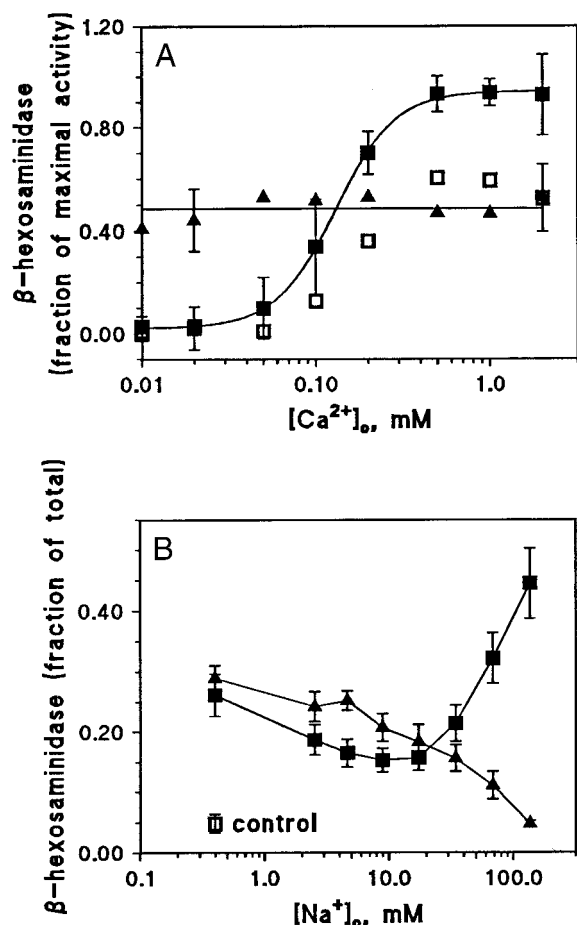 A
1.20
0.80
0.40
0.00
β-hexosaminidase
(fraction of maximal activity)
0.01
0.10
1.0
[Ca²⁺]ₒ, mM
B
0.40
0.20
0.00
β-hexosaminidase (fraction of total)
control
0.1
1.0
10.0
100.0
[Na⁺]ₒ, mM